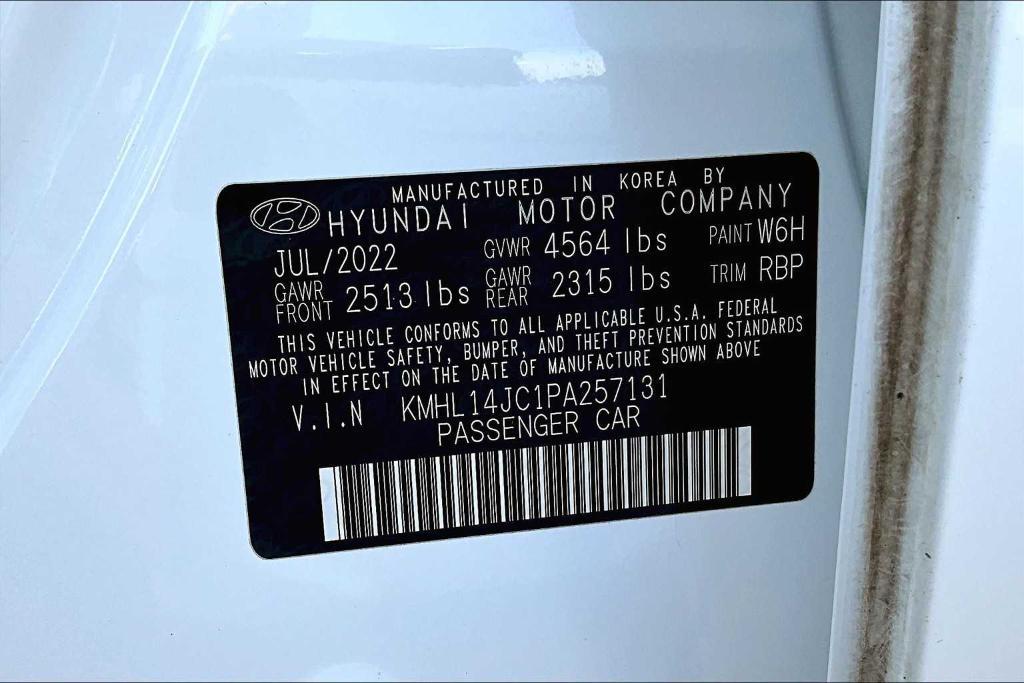 MANUFACTURED IN KOREA BY
HYUNDAI MOTOR COMPANY
JUL/2022 GVWR 4564 lbs PAINT W6H
GAWR FRONT 2513 lbs GAWR REAR 2315 lbs TRIM RBP
THIS VEHICLE CONFORMS TO ALL APPLICABLE U.S.A. FEDERAL
MOTOR VEHICLE SAFETY, BUMPER, AND THEFT PREVENTION STANDARDS
IN EFFECT ON THE DATE OF MANUFACTURE SHOWN ABOVE
V.I.N KMHL14JC1PA257131
PASSENGER CAR